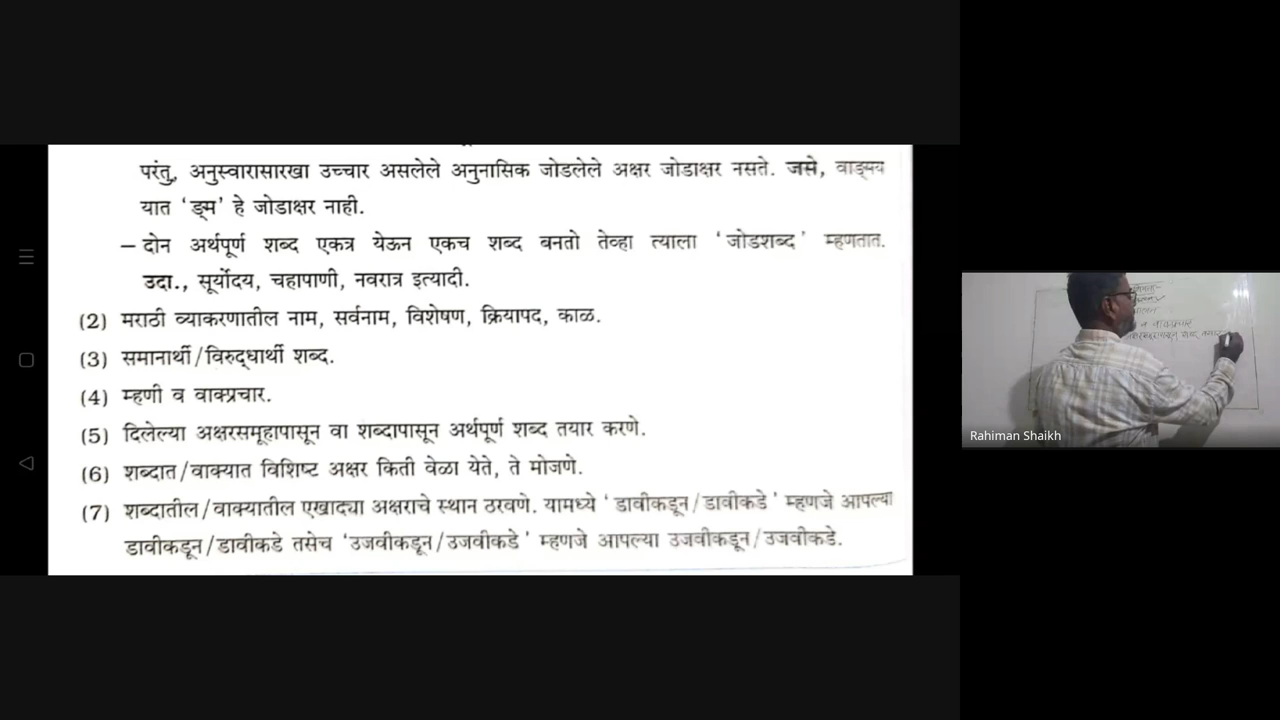 परंतु, अनुस्वारासारखा उच्चार असलेले अनुनासिक जोडलेले अक्षर जोडाक्षर नसते. जसे, वाङ्मय
यात ‘ङ्म’ हे जोडाक्षर नाही.
– दोन अर्थपूर्ण शब्द एकत्र येऊन एकच शब्द बनतो तेव्हा त्याला ‘जोडशब्द’ म्हणतात.
उदा., सूर्योदय, चहापाणी, नवरात्र इत्यादी.
(2) मराठी व्याकरणातील नाम, सर्वनाम, विशेषण, क्रियापद, काळ.
(3) समानार्थी/विरुद्धार्थी शब्द.
(4) म्हणी व वाक्प्रचार.
(5) दिलेल्या अक्षरसमूहापासून वा शब्दापासून अर्थपूर्ण शब्द तयार करणे.
(6) शब्दात/वाक्यात विशिष्ट अक्षर किती वेळा येते, ते मोजणे.
(7) शब्दातील/वाक्यातील एखाद्या अक्षराचे स्थान ठरवणे. यामध्ये ‘डावीकडून/डावीकडे’ म्हणजे आपल्या
डावीकडून/डावीकडे तसेच ‘उजवीकडून/उजवीकडे’ म्हणजे आपल्या उजवीकडून/उजवीकडे.
व वाक्प्रचार
Rahiman Shaikh